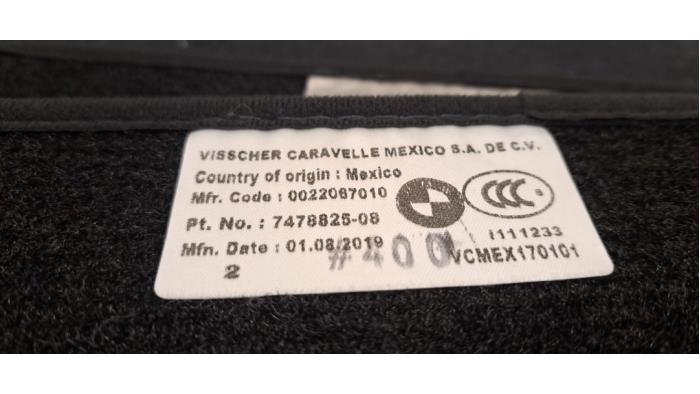 VISSCHER CARAVELLE MEXICO S.A. DE C.V.
Country of origin : Mexico
Mfr. Code : 0022067010
CCC
Pt. No. : 7478825-08
I111233
Mfn. Date : 01.08/2019
#400
VCMEX170101
2